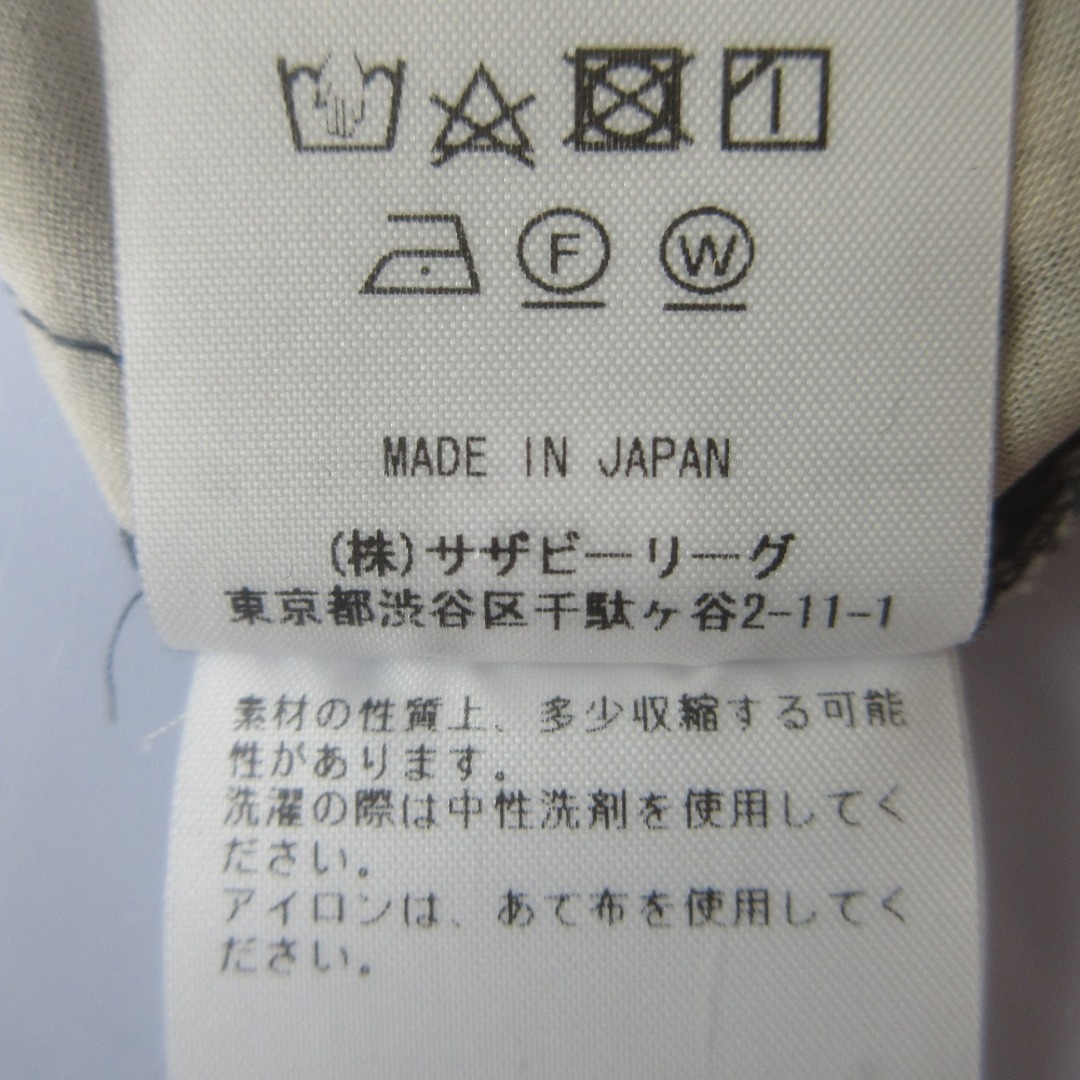 F W
MADE IN JAPAN
(株)サザビーリーグ
東京都渋谷区千駄ヶ谷2-11-1
素材の性質上、多少収縮する可能
性があります。
洗濯の際は中性洗剤を使用してく
ださい。
アイロンは、あて布を使用してく
ださい。